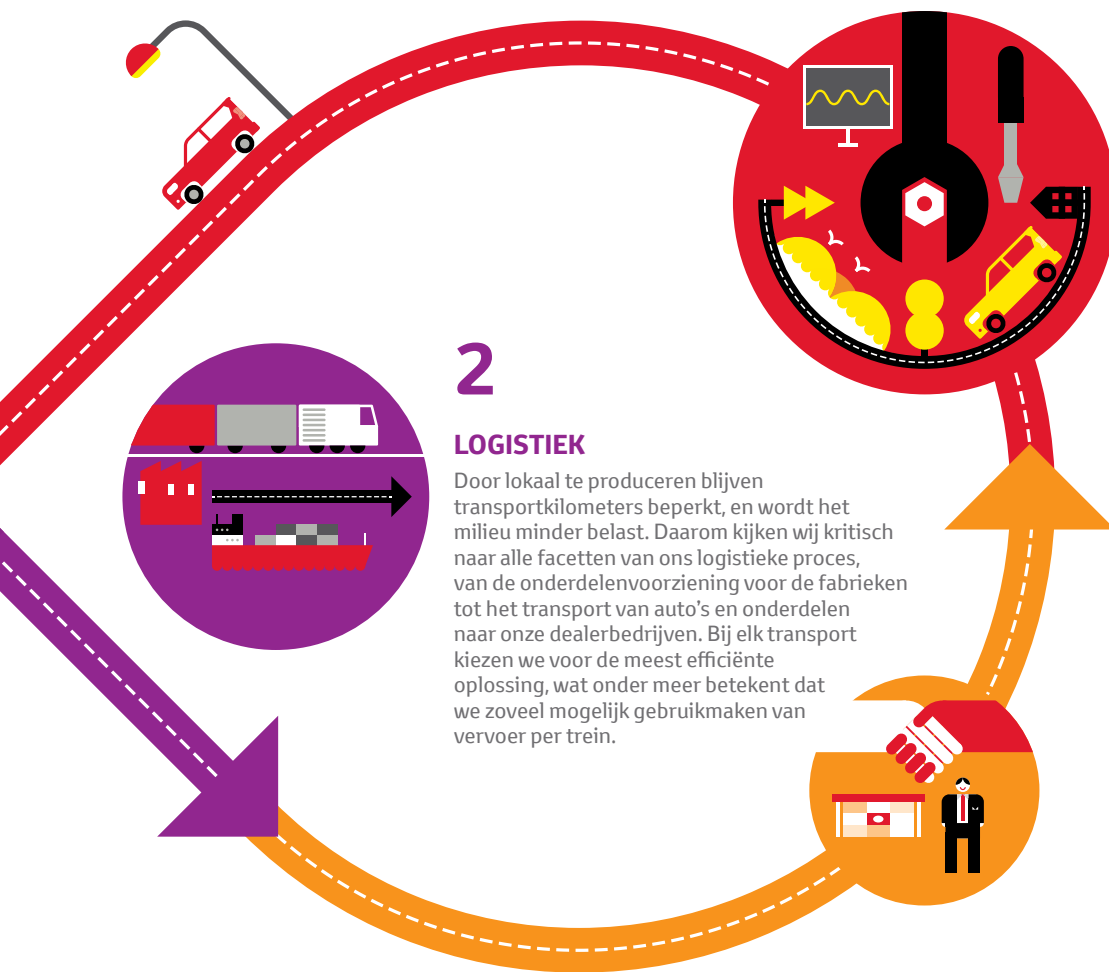 2
LOGISTIEK
Door lokaal te produceren blijven
transportkilometers beperkt, en wordt het
milieu minder belast. Daarom kijken wij kritisch
naar alle facetten van ons logistieke proces,
van de onderdelenvoorziening voor de fabrieken
tot het transport van auto’s en onderdelen
naar onze dealerbedrijven. Bij elk transport
kiezen we voor de meest efficiënte
oplossing, wat onder meer betekent dat
we zoveel mogelijk gebruikmaken van
vervoer per trein.